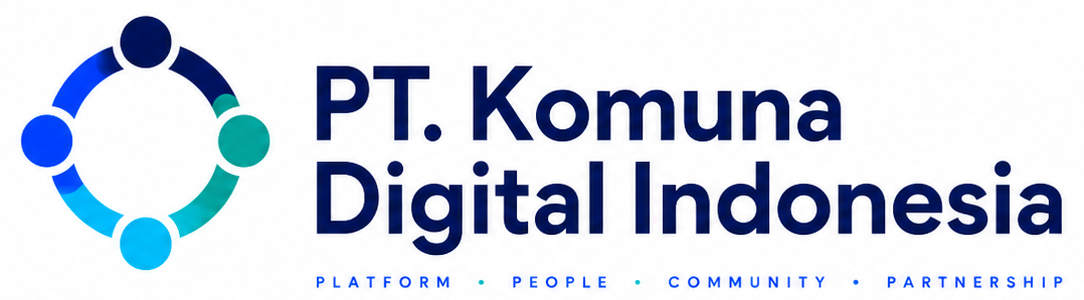 PT. Komuna
Digital Indonesia
PLATFORM • PEOPLE • COMMUNITY • PARTNERSHIP